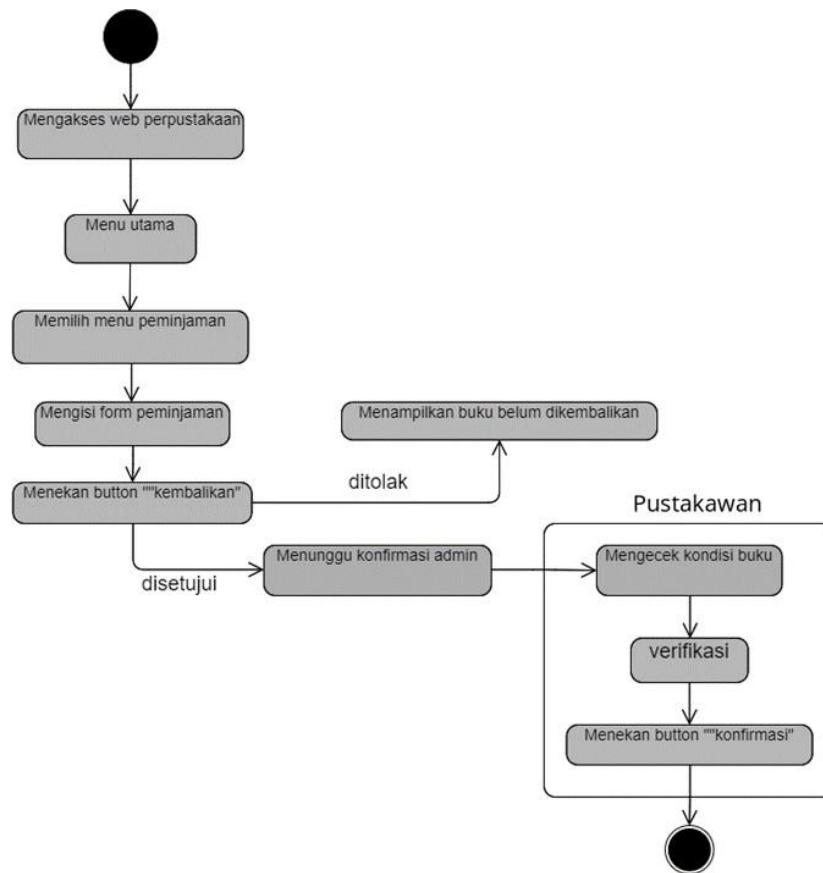 Mengakses web perpustakaan
Menu utama
Memilih menu peminjaman
Mengisi form peminjaman
Menampilkan buku belum dikembalikan
Menekan button ""kembalikan"
ditolak
Pustakawan
disetujui
Menunggu konfirmasi admin
Mengecek kondisi buku
verifikasi
Menekan button ""konfirmasi"